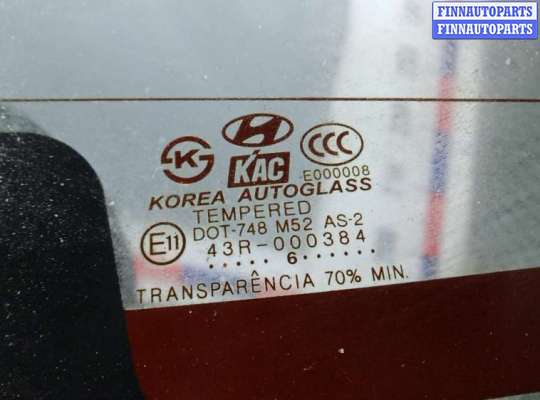 FINNAUTOPARTS
FINNAUTOPARTS
K
CCC
KAC
E000008
KOREA AUTOGLASS
TEMPERED
DOT-748 M52 AS-2
E11
43R-000384
..... 6 ......
TRANSPARÊNCIA 70% MIN.